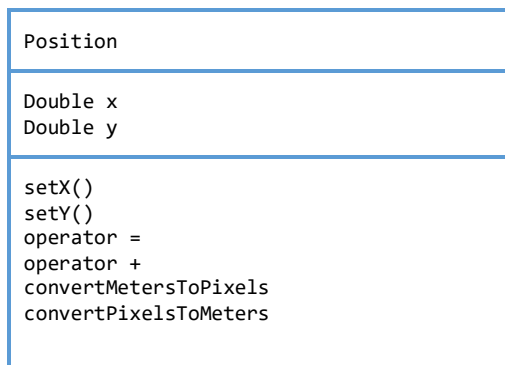 Position
Double x
Double y
setX()
setY()
operator =
operator +
convertMetersToPixels
convertPixelsToMeters